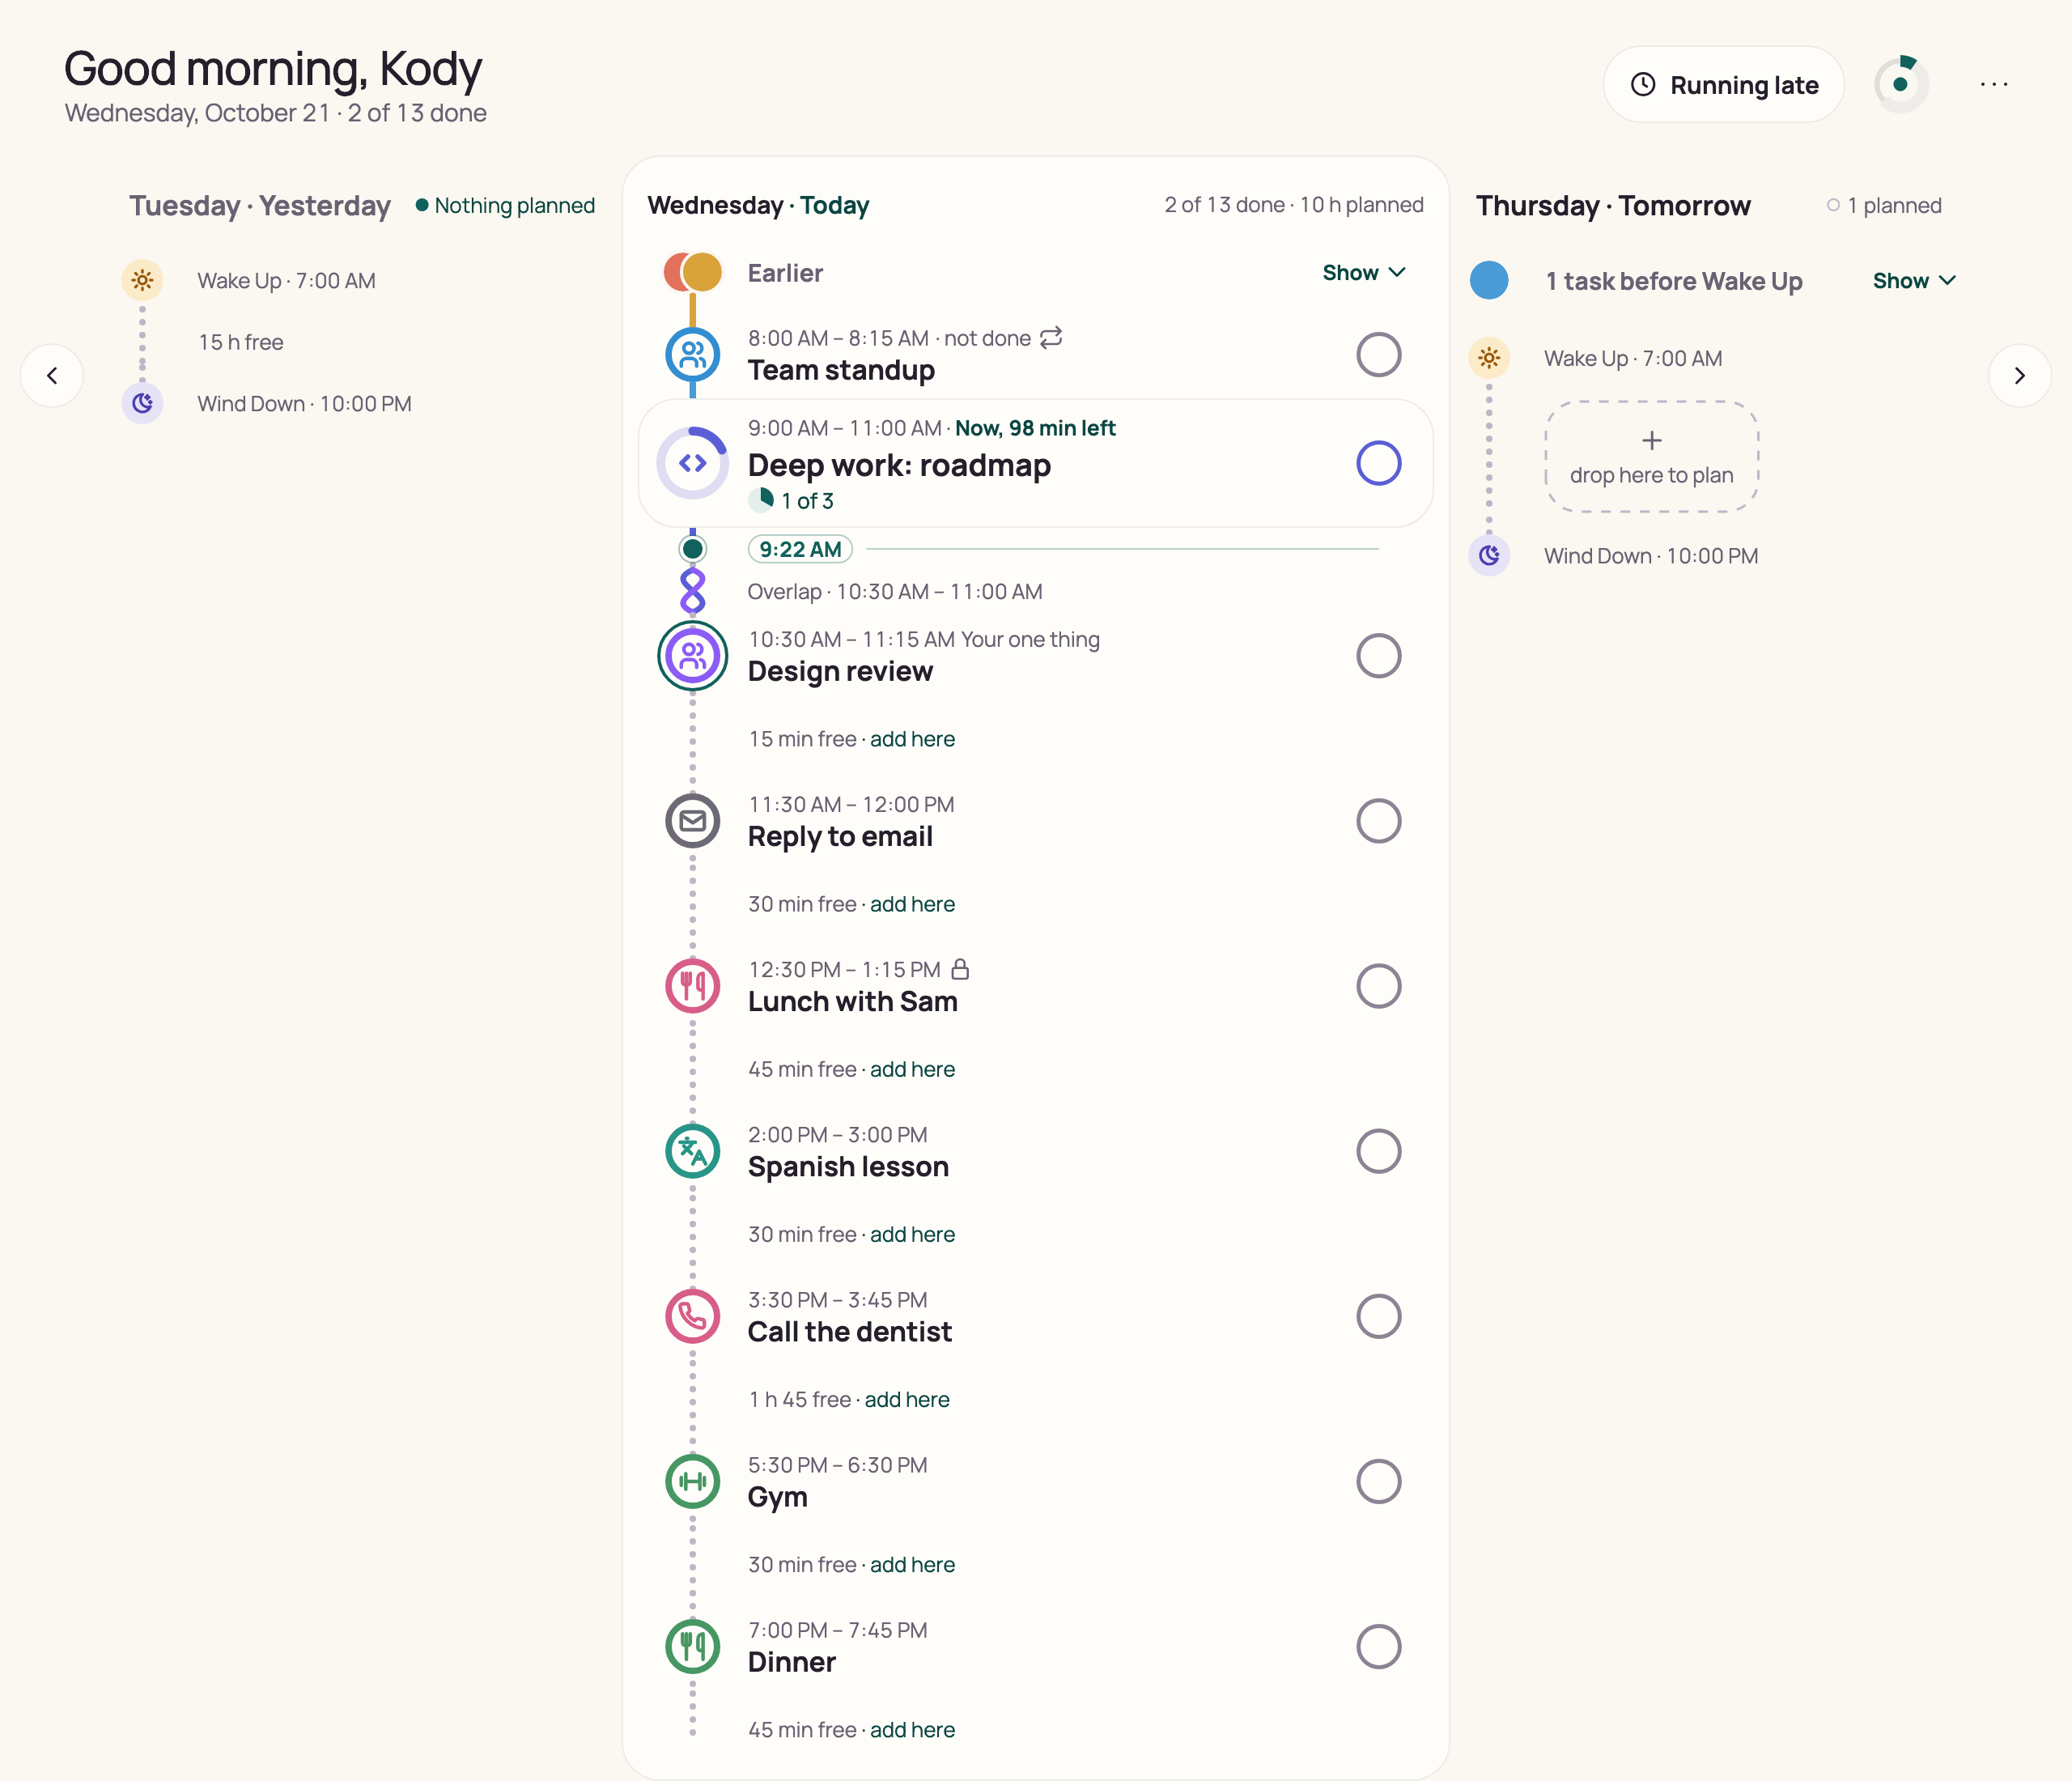 Good morning, Kody
Wednesday, October 21 · 2 of 13 done
Running late
Tuesday · Yesterday
Nothing planned
Wake Up · 7:00 AM
15 h free
Wind Down · 10:00 PM
Wednesday · Today
2 of 13 done · 10 h planned
Earlier
Show
8:00 AM – 8:15 AM · not done
Team standup
9:00 AM – 11:00 AM · Now, 98 min left
Deep work: roadmap
1 of 3
9:22 AM
Overlap · 10:30 AM – 11:00 AM
10:30 AM – 11:15 AM Your one thing
Design review
15 min free · add here
11:30 AM – 12:00 PM
Reply to email
30 min free · add here
12:30 PM – 1:15 PM
Lunch with Sam
45 min free · add here
2:00 PM – 3:00 PM
Spanish lesson
30 min free · add here
3:30 PM – 3:45 PM
Call the dentist
1 h 45 free · add here
5:30 PM – 6:30 PM
Gym
30 min free · add here
7:00 PM – 7:45 PM
Dinner
45 min free · add here
Thursday · Tomorrow
1 planned
1 task before Wake Up
Show
Wake Up · 7:00 AM
drop here to plan
Wind Down · 10:00 PM